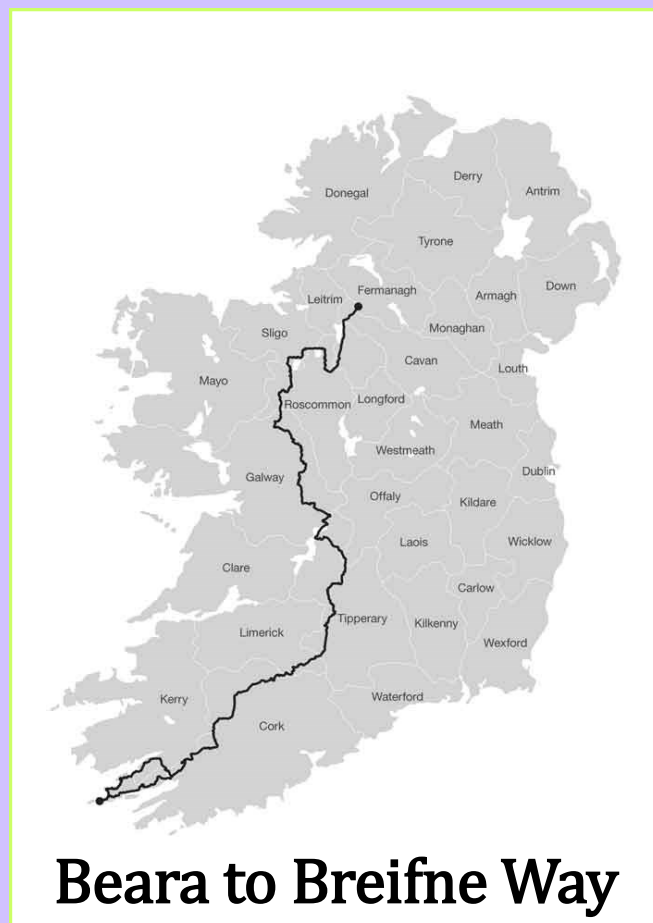 Derry
Antrim
Donegal
Tyrone
Down
Fermanagh
Armagh
Leitrim
Monaghan
Sligo
Cavan
Louth
Mayo
Longford
Roscommon
Meath
Westmeath
Dublin
Galway
Offaly
Kildare
Laois
Wicklow
Clare
Carlow
Tipperary
Kilkenny
Limerick
Wexford
Waterford
Kerry
Cork
Beara to Breifne Way